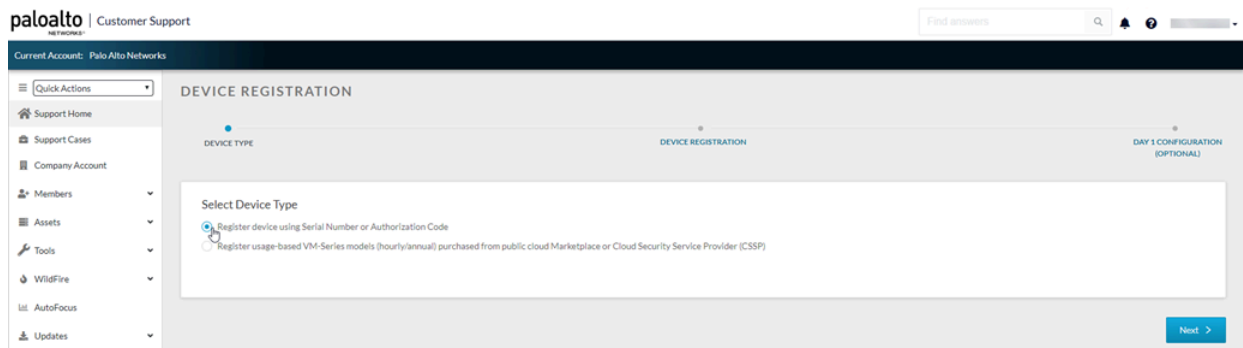 paloalto | Customer Support
NETWORKS®
Find answers
Current Account: Palo Alto Networks
Quick Actions
DEVICE REGISTRATION
Support Home
Support Cases
DEVICE TYPE
DEVICE REGISTRATION
DAY 1 CONFIGURATION
(OPTIONAL)
Company Account
Members
Select Device Type
Assets
Register device using Serial Number or Authorization Code
Tools
Register usage-based VM-Series models (hourly/annual) purchased from public cloud Marketplace or Cloud Security Service Provider (CSSP)
WildFire
AutoFocus
Updates
Next >